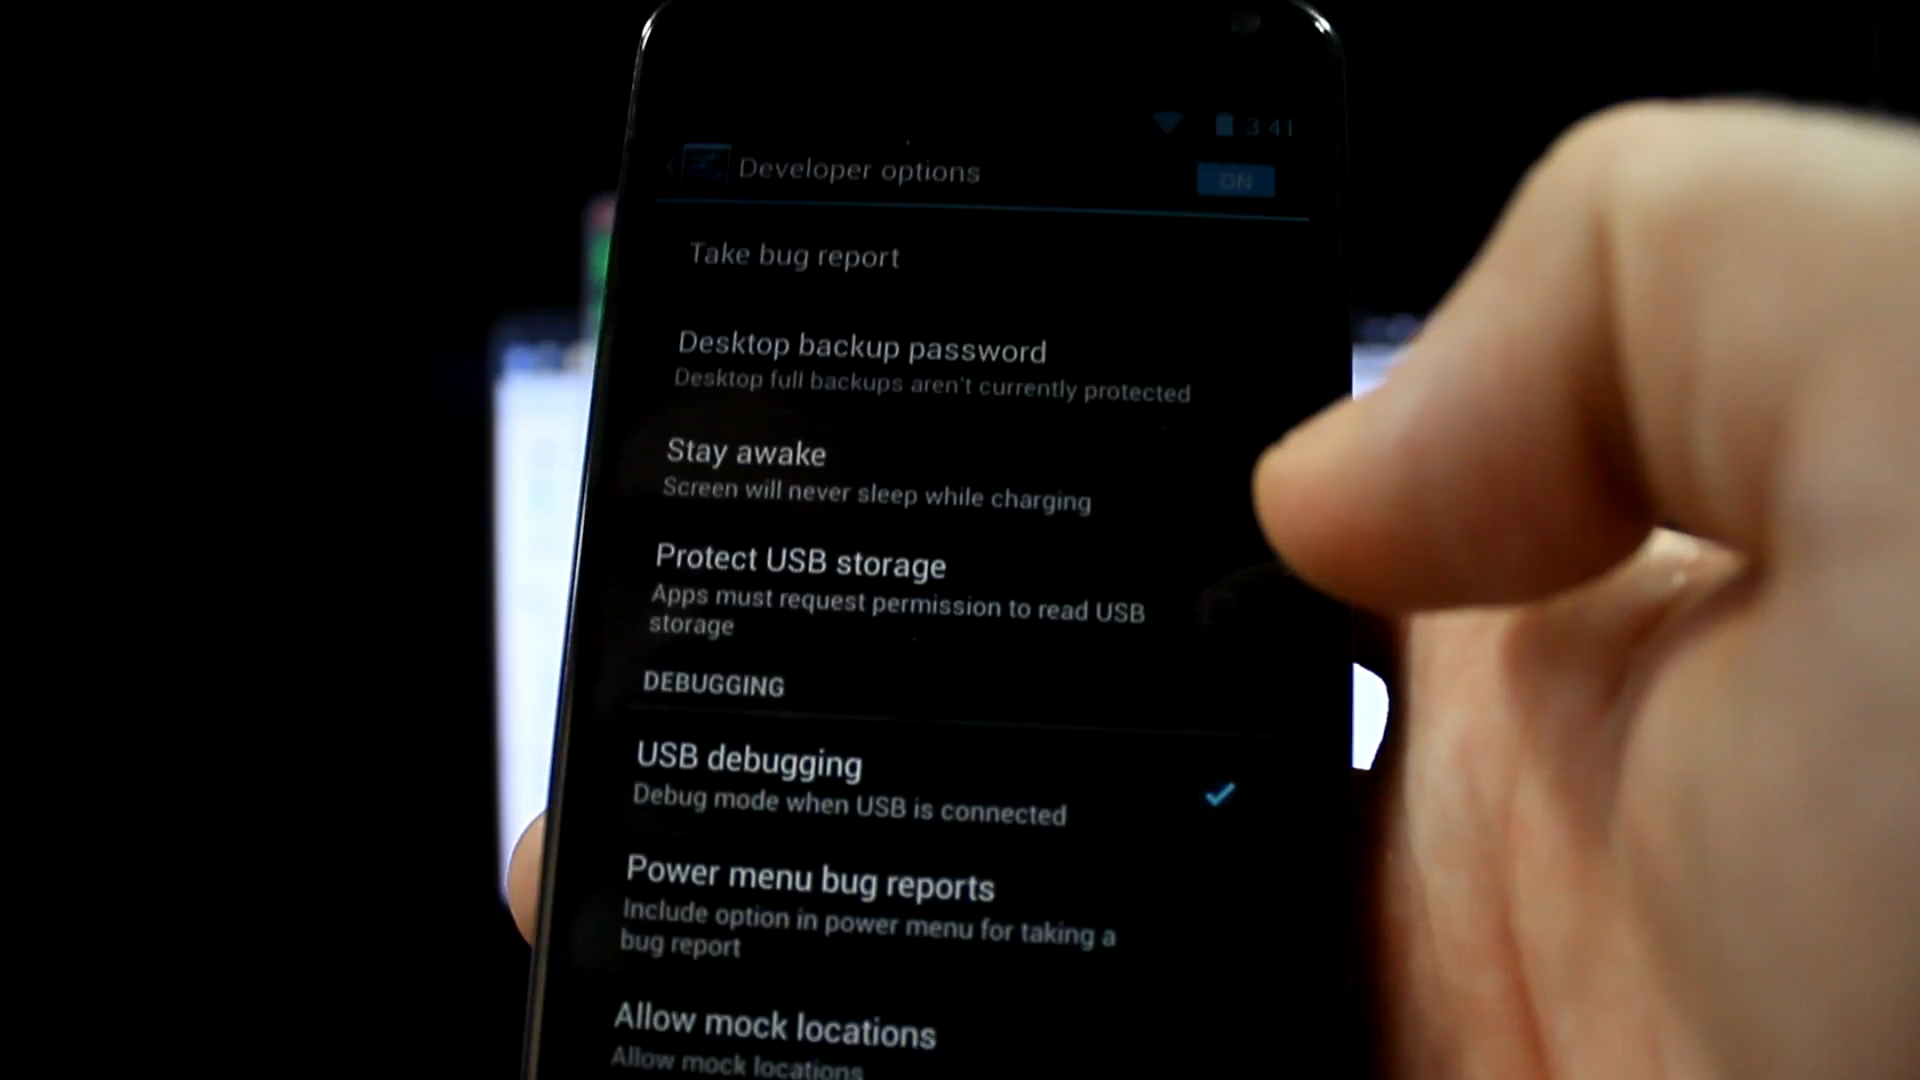 3:41
Developer options
ON
Take bug report
Desktop backup password
Desktop full backups aren't currently protected
Stay awake
Screen will never sleep while charging
Protect USB storage
Apps must request permission to read USB
storage
DEBUGGING
USB debugging
Debug mode when USB is connected
Power menu bug reports
Include option in power menu for taking a
bug report
Allow mock locations
Allow mock locations